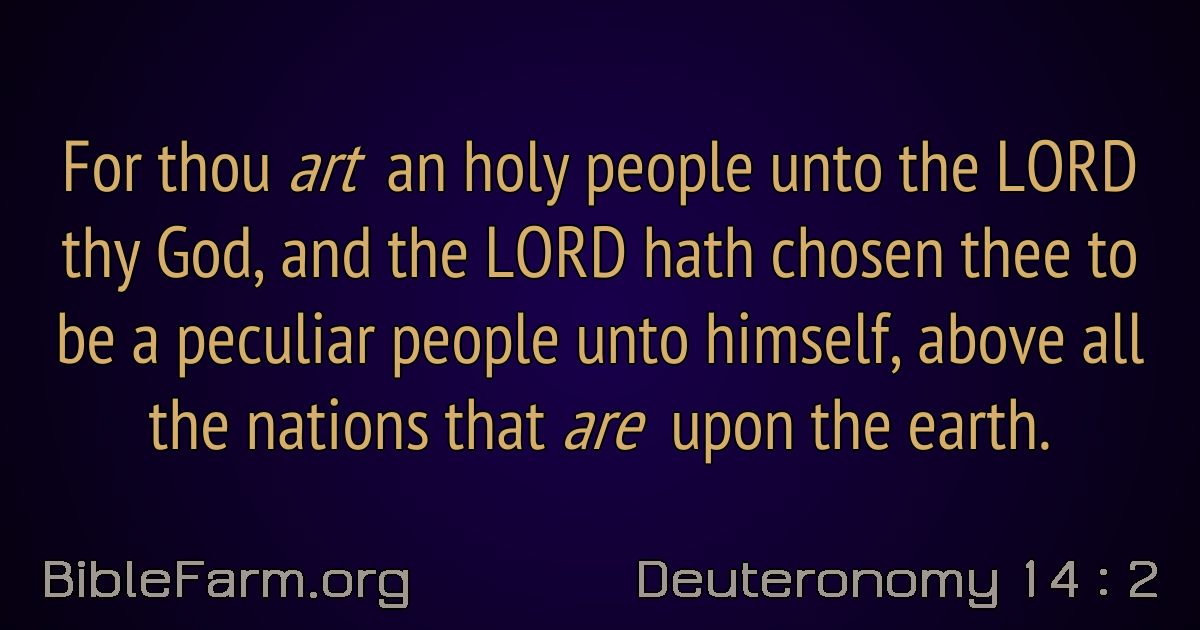 For thou art an holy people unto the LORD
thy God, and the LORD hath chosen thee to
be a peculiar people unto himself, above all
the nations that are upon the earth.
BibleFarm.org
Deuteronomy 14 : 2